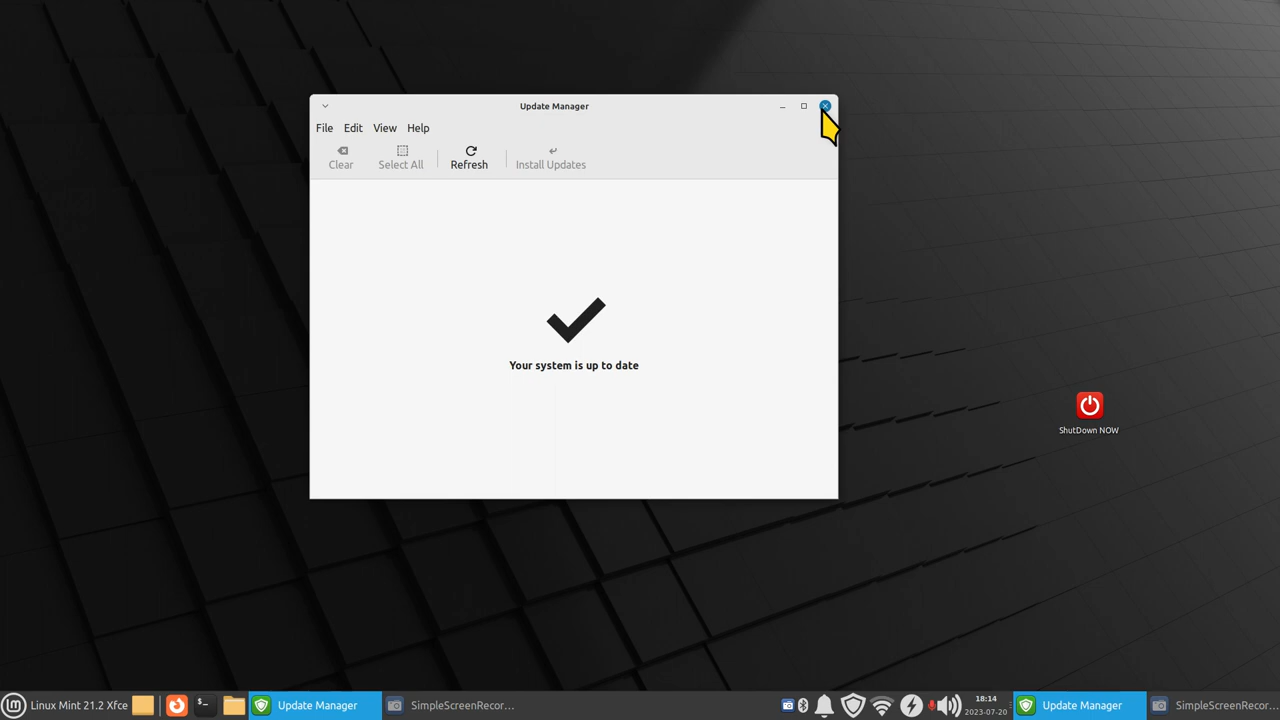 Update Manager
File Edit View Help
Clear Select All Refresh Install Updates
Your system is up to date
ShutDown NOW
Linux Mint 21.2 Xfce
Update Manager
SimpleScreenRecor...
18:14
2023-07-20
Update Manager
SimpleScreenRecor...